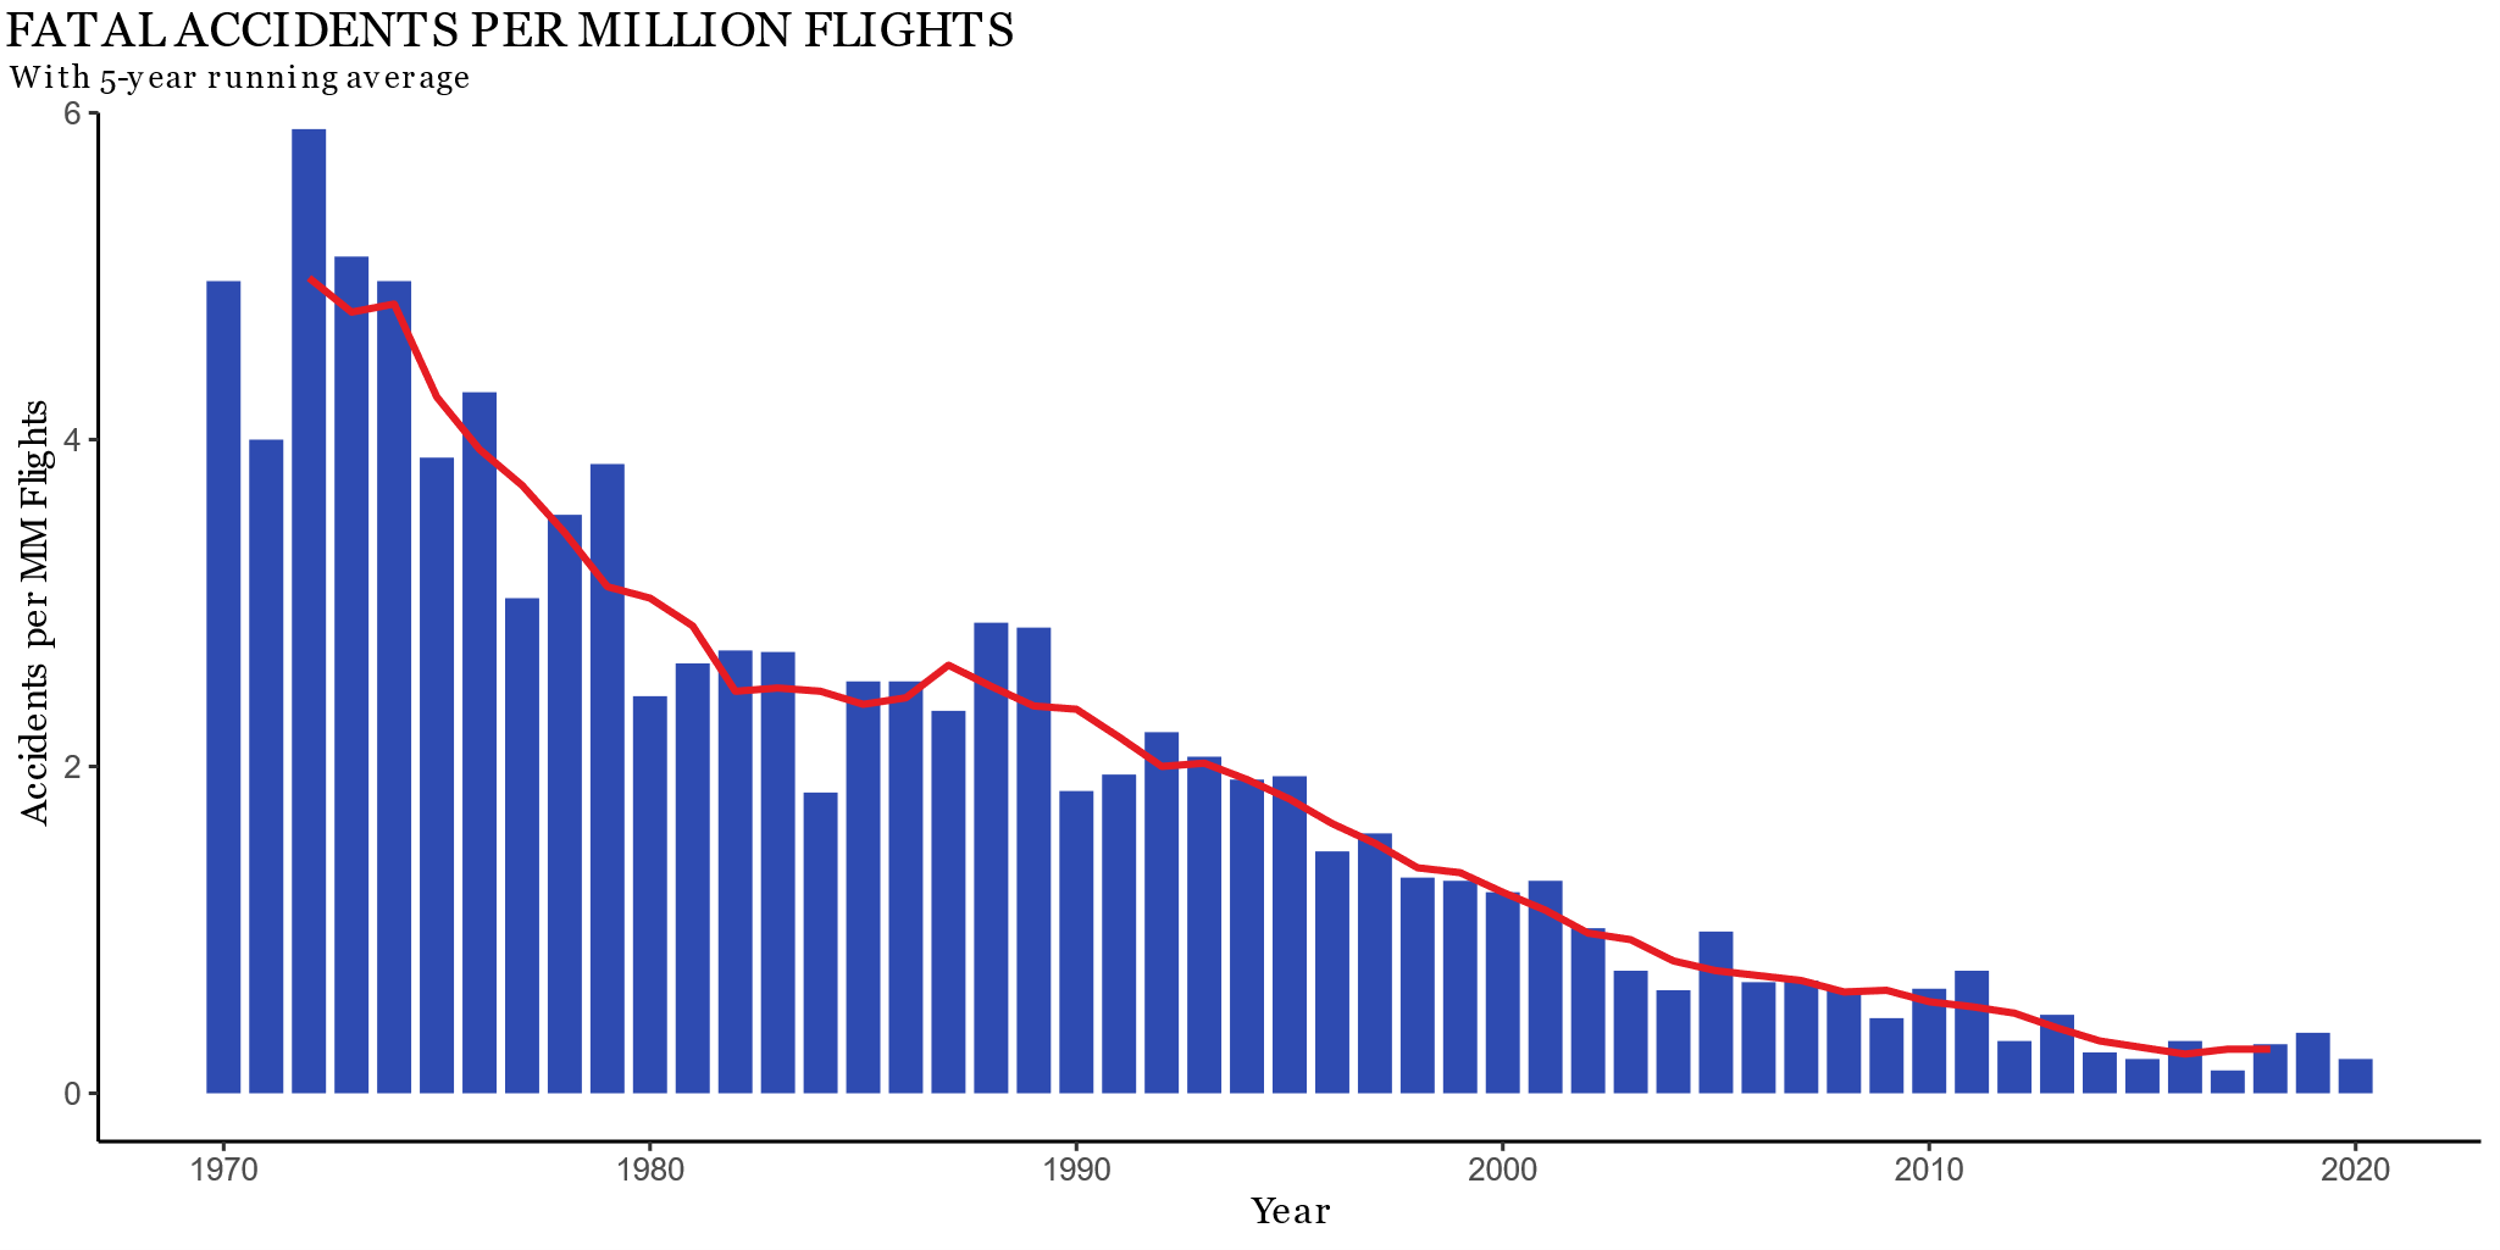 FATAL ACCIDENTS PER MILLION FLIGHTS
With 5-year running average
Accidents per MM Flights
6
4
2
0
1970 1980 1990 2000 2010 2020
Year